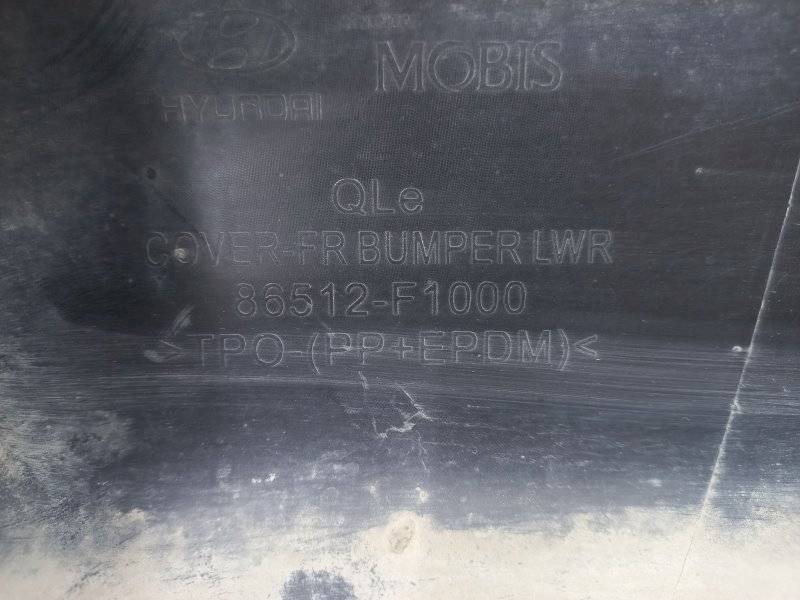 MOBIS
HYUNDAI
QLe
COVER-FR BUMPER LWR
86512-F1000
>TPO-(PP+EPDM)<